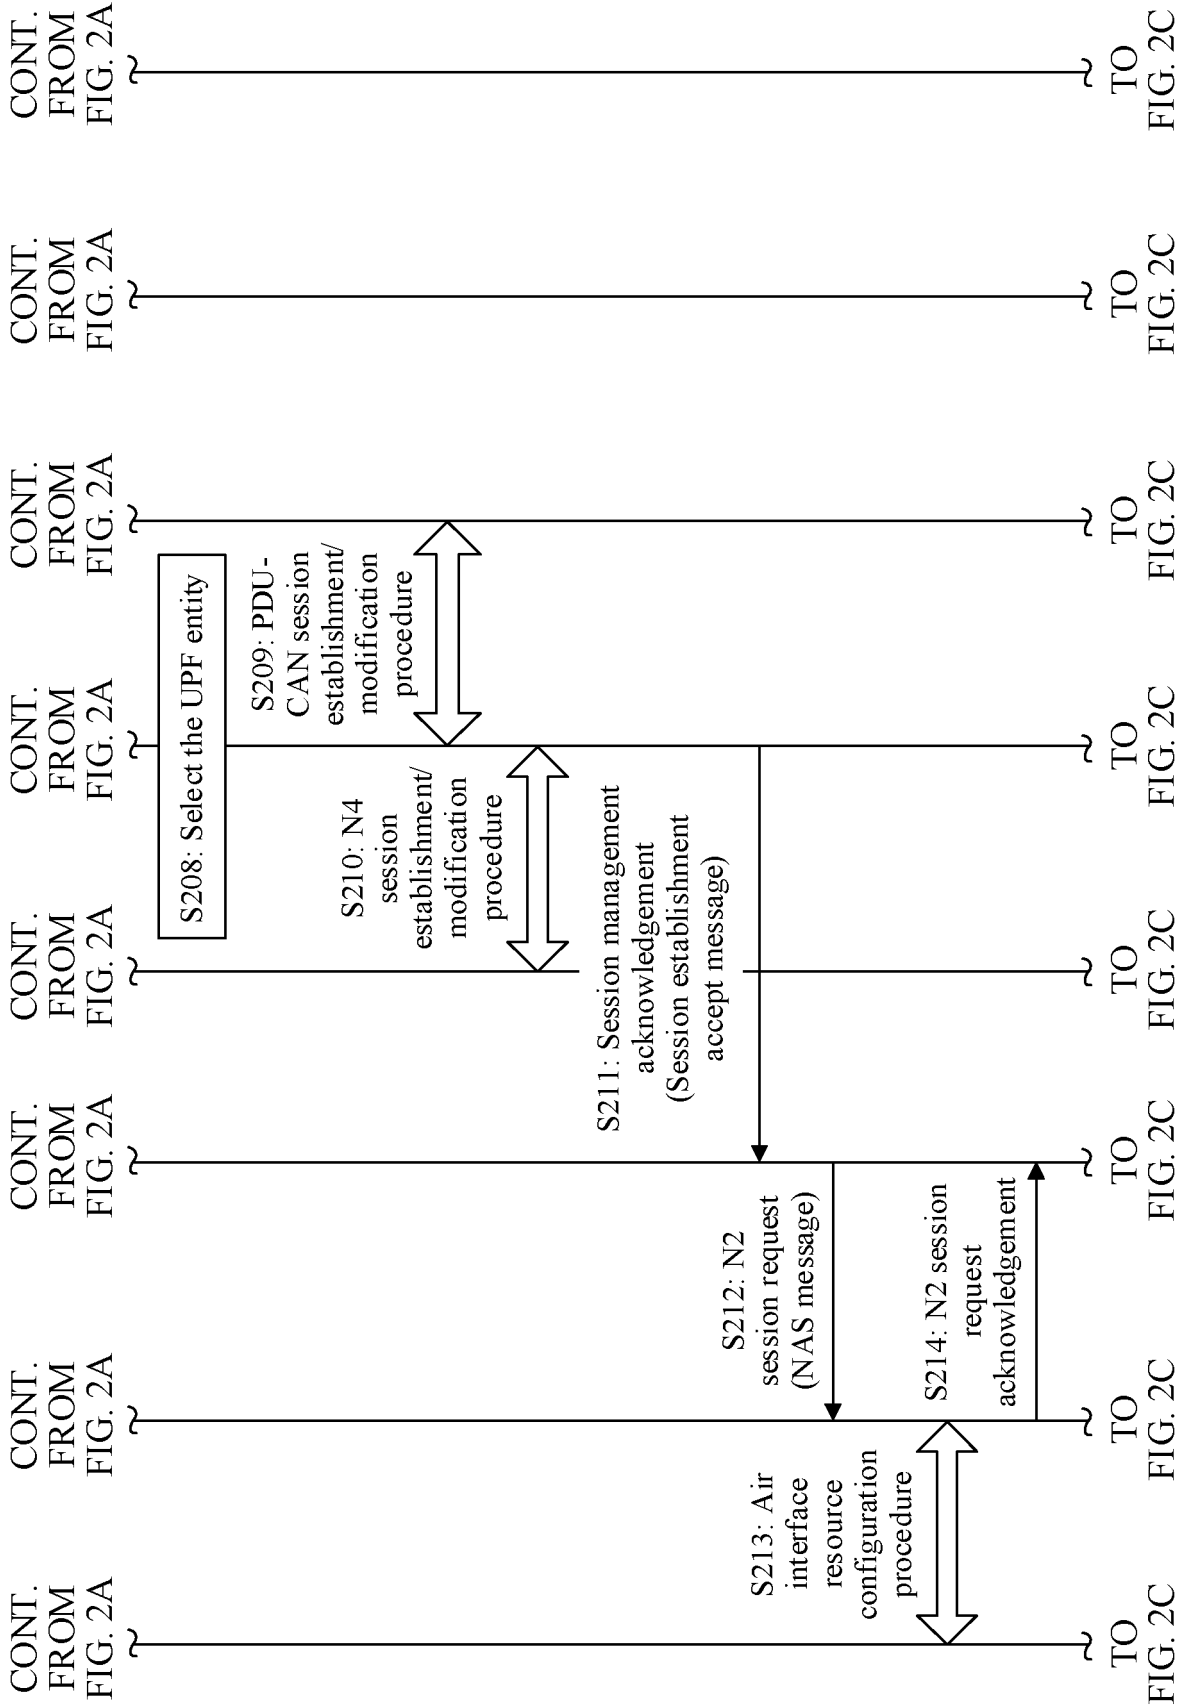 CONT.
FROM
FIG. 2A
CONT.
FROM
FIG. 2A
CONT.
FROM
FIG. 2A
CONT.
FROM
FIG. 2A
CONT.
FROM
FIG. 2A
CONT.
FROM
FIG. 2A
CONT.
FROM
FIG. 2A
CONT.
FROM
FIG. 2A
S208: Select the UPF entity
S209: PDU-
CAN session
establishment/
modification
procedure
S210: N4
session
establishment/
modification
procedure
S211: Session management
acknowledgement
(Session establishment
accept message)
S212: N2
session request
(NAS message)
S213: Air
interface
resource
configuration
procedure
S214: N2 session
request
acknowledgement
TO
FIG. 2C
TO
FIG. 2C
TO
FIG. 2C
TO
FIG. 2C
TO
FIG. 2C
TO
FIG. 2C
TO
FIG. 2C
TO
FIG. 2C